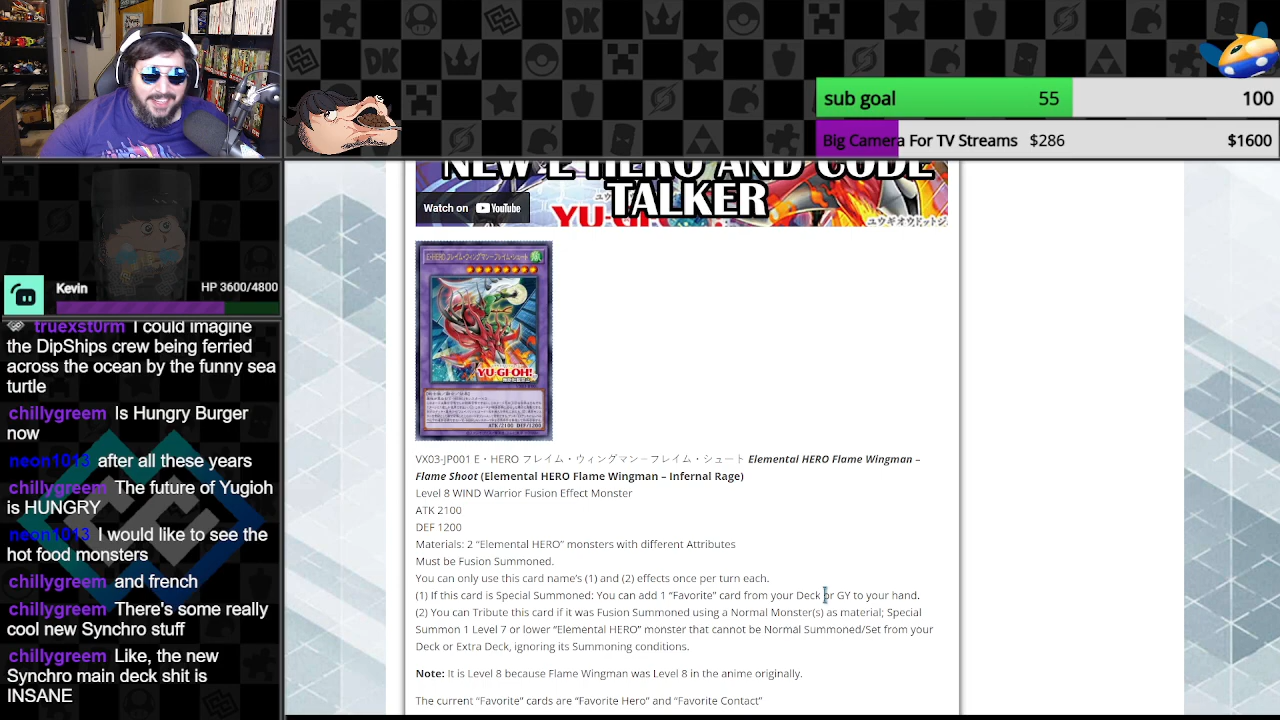 sub goal 55 100
Big Camera For TV Streams $286 $1600
NEW E HERO AND CODE
TALKER
Watch on YouTube
YU-GI-OH!
Kevin HP 3600/4800
truexst0rm I could imagine
the DipShips crew being ferried
across the ocean by the funny sea
turtle
chillygreem Is Hungry Burger
now
neon1013 after all these years
chillygreem The future of Yugioh
is HUNGRY
neon1013 I would like to see the
hot food monsters
chillygreem and french
chillygreem There's some really
cool new Synchro stuff
chillygreem Like, the new
Synchro main deck shit is
INSANE
ATK/2100 DEF/1200
VX03-JP001 E・HERO フレイム・ウィングマン－フレイム・シュート Elemental HERO Flame Wingman –
Flame Shoot (Elemental HERO Flame Wingman – Infernal Rage)
Level 8 WIND Warrior Fusion Effect Monster
ATK 2100
DEF 1200
Materials: 2 “Elemental HERO” monsters with different Attributes
Must be Fusion Summoned.
You can only use this card name’s (1) and (2) effects once per turn each.
(1) If this card is Special Summoned: You can add 1 “Favorite” card from your Deck or GY to your hand.
(2) You can Tribute this card if it was Fusion Summoned using a Normal Monster(s) as material; Special
Summon 1 Level 7 or lower “Elemental HERO” monster that cannot be Normal Summoned/Set from your
Deck or Extra Deck, ignoring its Summoning conditions.
Note: It is Level 8 because Flame Wingman was Level 8 in the anime originally.
The current “Favorite” cards are “Favorite Hero” and “Favorite Contact”